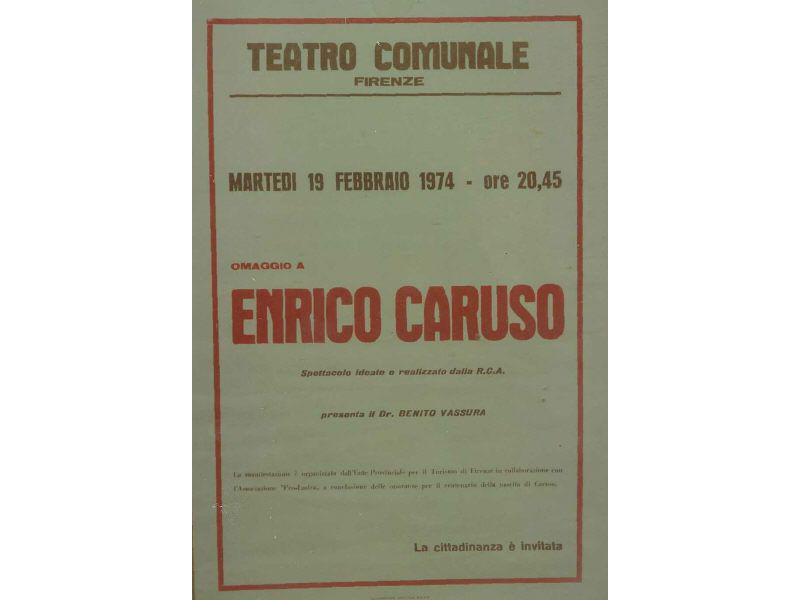 TEATRO COMUNALE
FIRENZE
MARTEDI 19 FEBBRAIO 1974 - ore 20,45
OMAGGIO A
ENRICO CARUSO
Spettacolo ideato e realizzato dalla R.C.A.
presenta il Dr. BENITO VASSURA
La manifestazione è organizzata dall'Ente Provinciale per il Turismo di Firenze in collaborazione con
l'Associazione "Pro-Lastra, a conclusione delle onoranze per il centenario della nascita di Caruso.
La cittadinanza è invitata